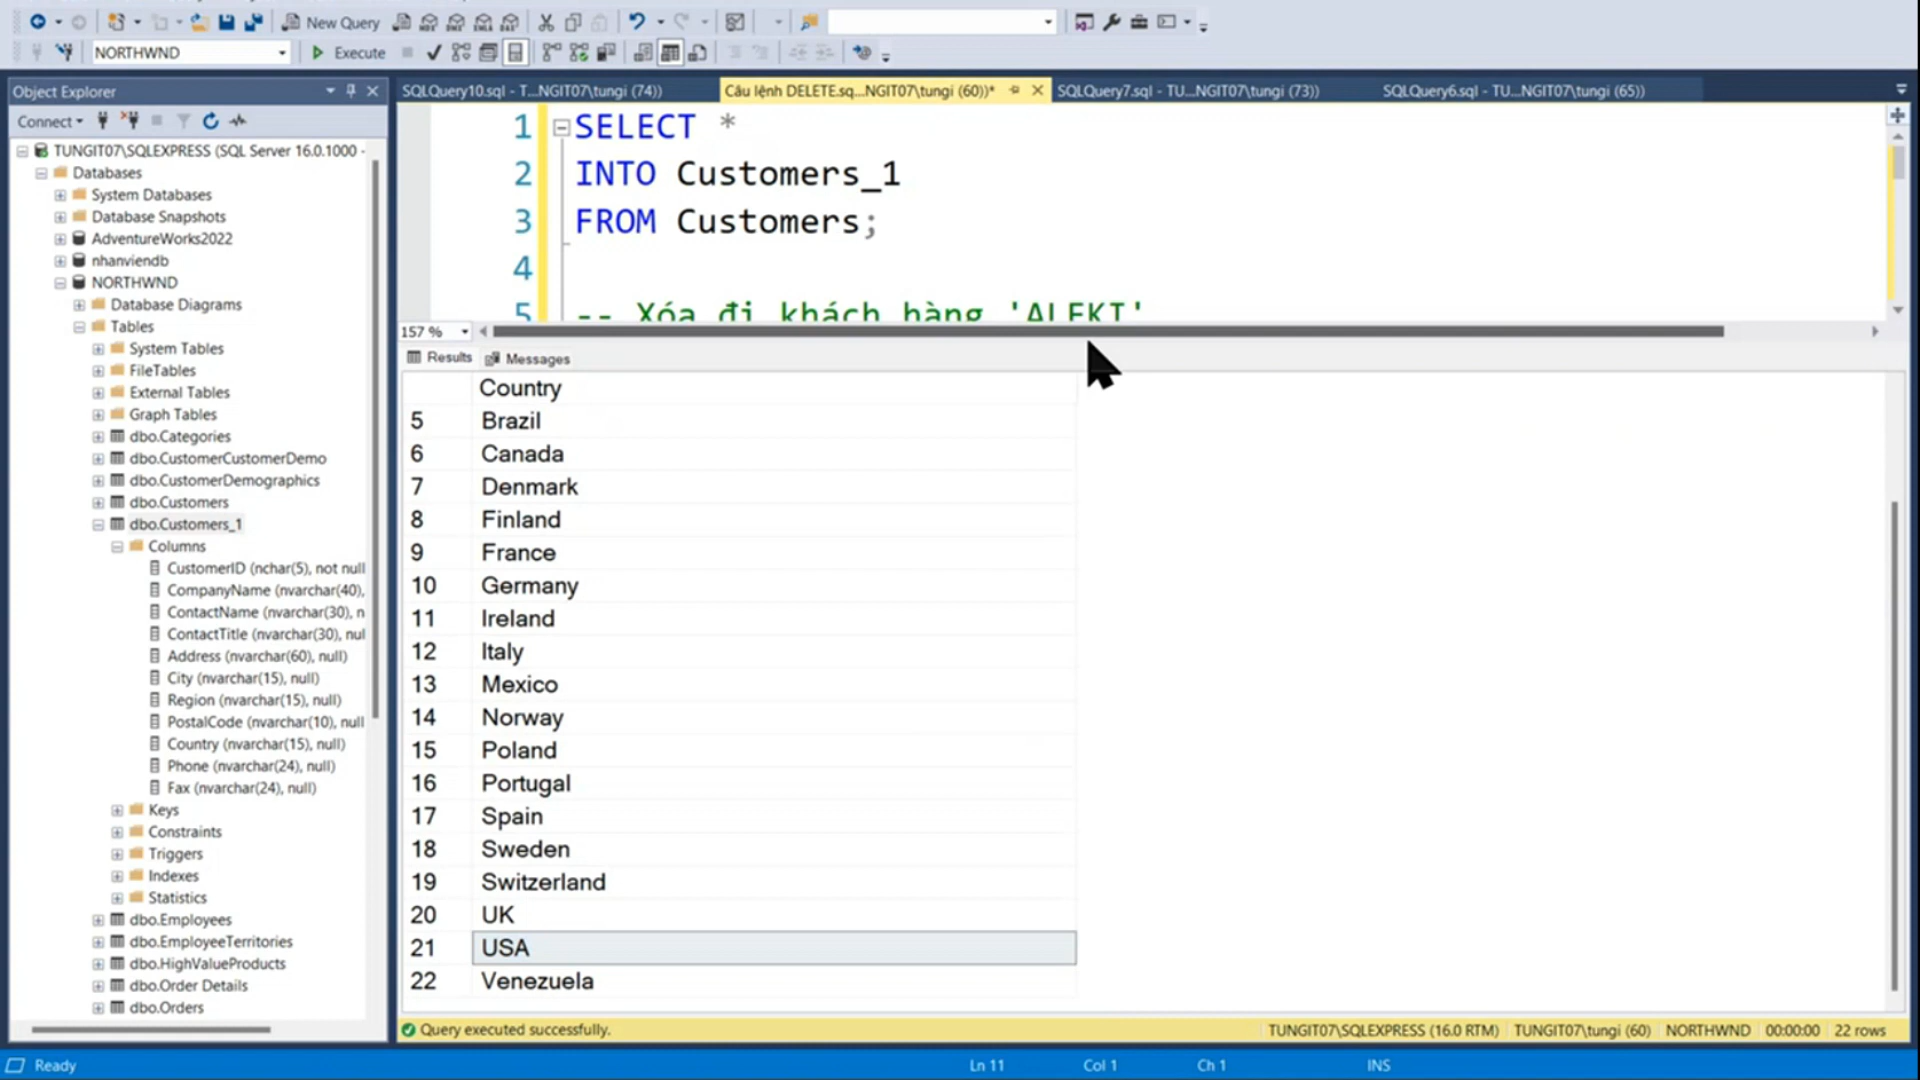 New Query
NORTHWND
Execute
Object Explorer
Connect
TUNGIT07\SQLEXPRESS (SQL Server 16.0.1000 -
Databases
System Databases
Database Snapshots
AdventureWorks2022
nhanviendb
NORTHWND
Database Diagrams
Tables
System Tables
FileTables
External Tables
Graph Tables
dbo.Categories
dbo.CustomerCustomerDemo
dbo.CustomerDemographics
dbo.Customers
dbo.Customers_1
Columns
CustomerID (nchar(5), not null
CompanyName (nvarchar(40),
ContactName (nvarchar(30), n
ContactTitle (nvarchar(30), nul
Address (nvarchar(60), null)
City (nvarchar(15), null)
Region (nvarchar(15), null)
PostalCode (nvarchar(10), null
Country (nvarchar(15), null)
Phone (nvarchar(24), null)
Fax (nvarchar(24), null)
Keys
Constraints
Triggers
Indexes
Statistics
dbo.Employees
dbo.EmployeeTerritories
dbo.HighValueProducts
dbo.Order Details
dbo.Orders
SQLQuery10.sql - T...NGIT07\tungi (74))
Câu lệnh DELETE.sq...NGIT07\tungi (60))*
SQLQuery7.sql - TU...NGIT07\tungi (73))
SQLQuery6.sql - TU...NGIT07\tungi (65))
1 SELECT *
2 INTO Customers_1
3 FROM Customers;
4
5 -- Xóa đi khách hàng 'ALFKI'
157 %
Results
Messages
Country
5 Brazil
6 Canada
7 Denmark
8 Finland
9 France
10 Germany
11 Ireland
12 Italy
13 Mexico
14 Norway
15 Poland
16 Portugal
17 Spain
18 Sweden
19 Switzerland
20 UK
21 USA
22 Venezuela
Query executed successfully.
TUNGIT07\SQLEXPRESS (16.0 RTM)
TUNGIT07\tungi (60)
NORTHWND
00:00:00
22 rows
Ready
Ln 11
Col 1
Ch 1
INS